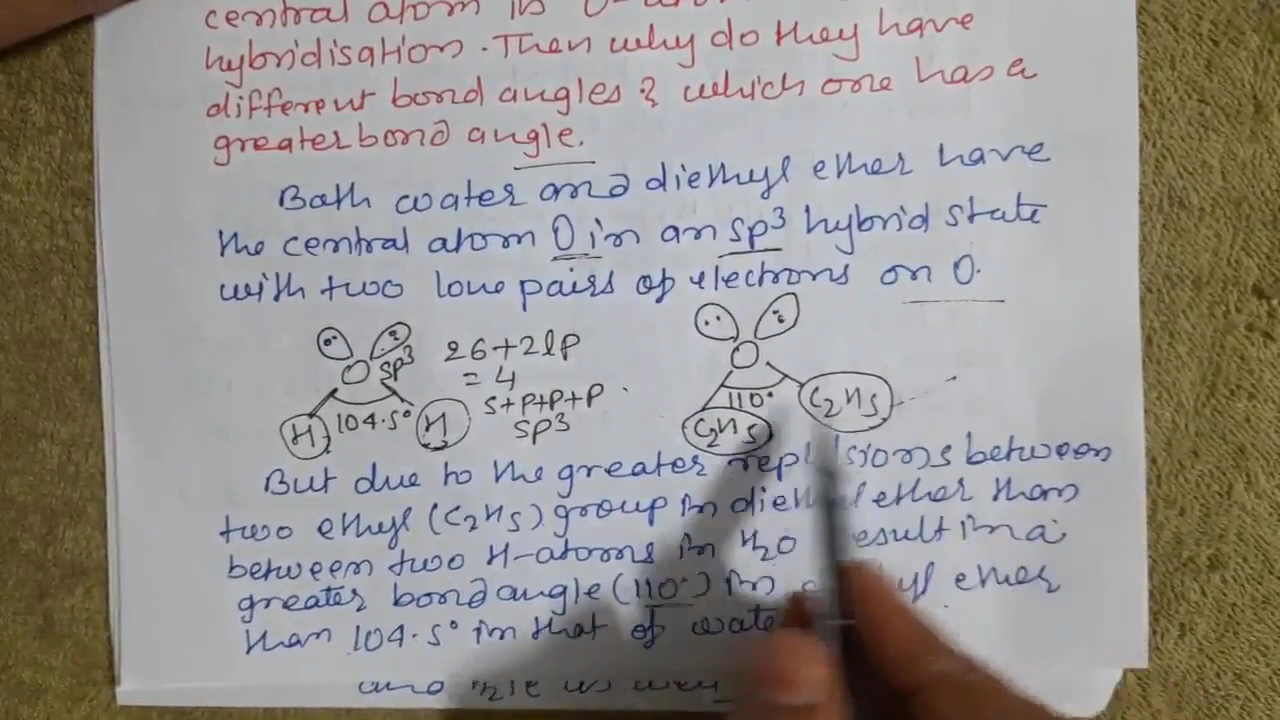 central atom is
hybridisation. Then why do they have
different bond angles & which one has a
greater bond angle.
Both water and diethyl ether have
the central atom O in an sp³ hybrid state
with two lone pairs of electrons on O.
O sp³ 26+2lp
= 4
s+p+p+p
sp³
H 104.5° H
O
110°
C₂H₅ C₂H₅
But due to the greater repulsions between
two ethyl (C₂H₅) group in diethyl ether than
between two H-atoms in H₂O result in a
greater bond angle (110°) in ether
than 104.5° in that of water